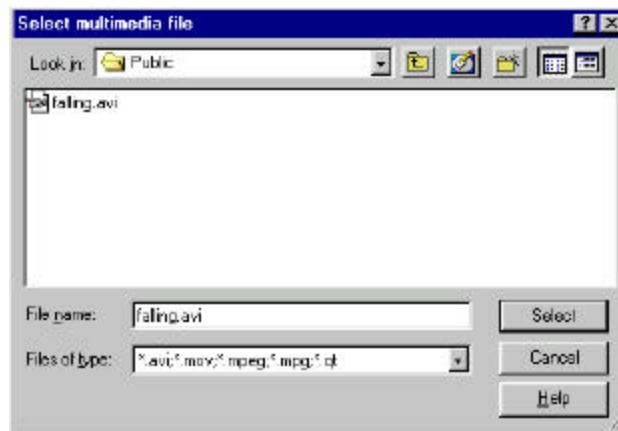 Select multimedia file
Look in: Public
falling.avi
File name: falling.avi Select
Files of type: *.avi;*.mov;*.mpeg;*.mpg;*.qt Cancel
Help